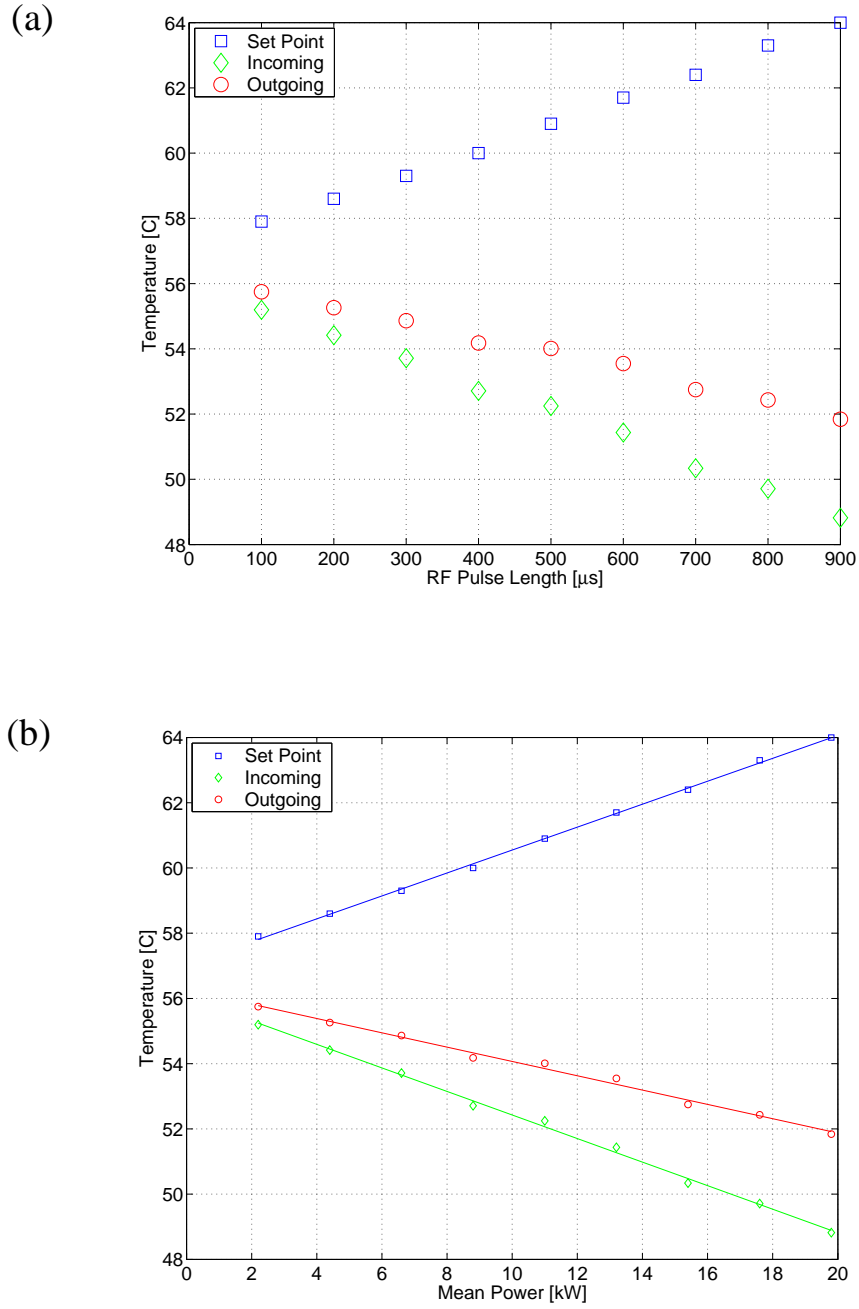 (a)
64
62
60
58
56
54
52
50
48
Temperature [C]
Set Point
Incoming
Outgoing
0 100 200 300 400 500 600 700 800 900
RF Pulse Length [μs]
(b)
64
62
60
58
56
54
52
50
48
Temperature [C]
Set Point
Incoming
Outgoing
0 2 4 6 8 10 12 14 16 18 20
Mean Power [kW]